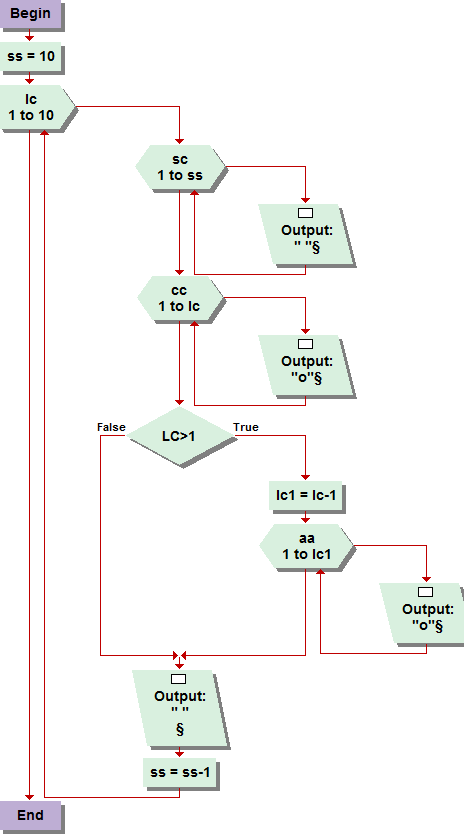 Begin
ss = 10
lc
1 to 10
sc
1 to ss
Output:
" "§
cc
1 to lc
Output:
"o"§
False
True
LC>1
lc1 = lc-1
aa
1 to lc1
Output:
"o"§
Output:
" "
§
ss = ss-1
End